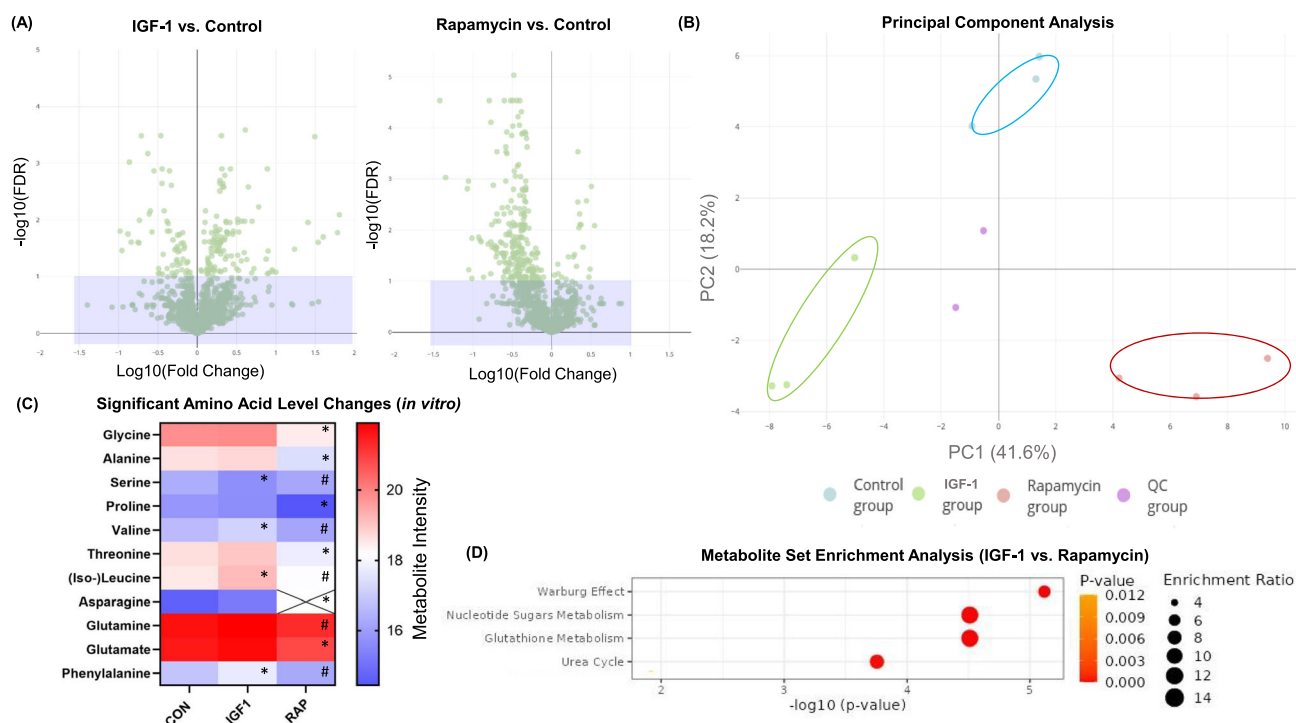 (A)
IGF-1 vs. Control
5
4
3
2
1
0
-log10(FDR)
-2
-1.5
-1
-0.5
0
0.5
1
1.5
2
Log10(Fold Change)
Rapamycin vs. Control
5
4
3
2
1
0
-log10(FDR)
-2
-1.5
-1
-0.5
0
0.5
1
1.5
2
Log10(Fold Change)
(B)
Principal Component Analysis
6
4
2
0
-2
-4
PC2 (18.2%)
-8
-6
-4
-2
0
2
4
6
8
10
PC1 (41.6%)
Control group
IGF-1 group
Rapamycin group
QC group
(C)
Significant Amino Acid Level Changes (in vitro)
Glycine *
Alanine *
Serine * #
Proline *
Valine * #
Threonine *
(Iso-)Leucine * #
Asparagine *
Glutamine #
Glutamate *
Phenylalanine * #
CON
IGF1
RAP
20
18
16
Metabolite Intensity
(D)
Metabolite Set Enrichment Analysis (IGF-1 vs. Rapamycin)
Warburg Effect
Nucleotide Sugars Metabolism
Glutathione Metabolism
Urea Cycle
2
3
4
5
-log10 (p-value)
P-value
0.012
0.009
0.006
0.003
0.000
Enrichment Ratio
4
6
8
10
12
14